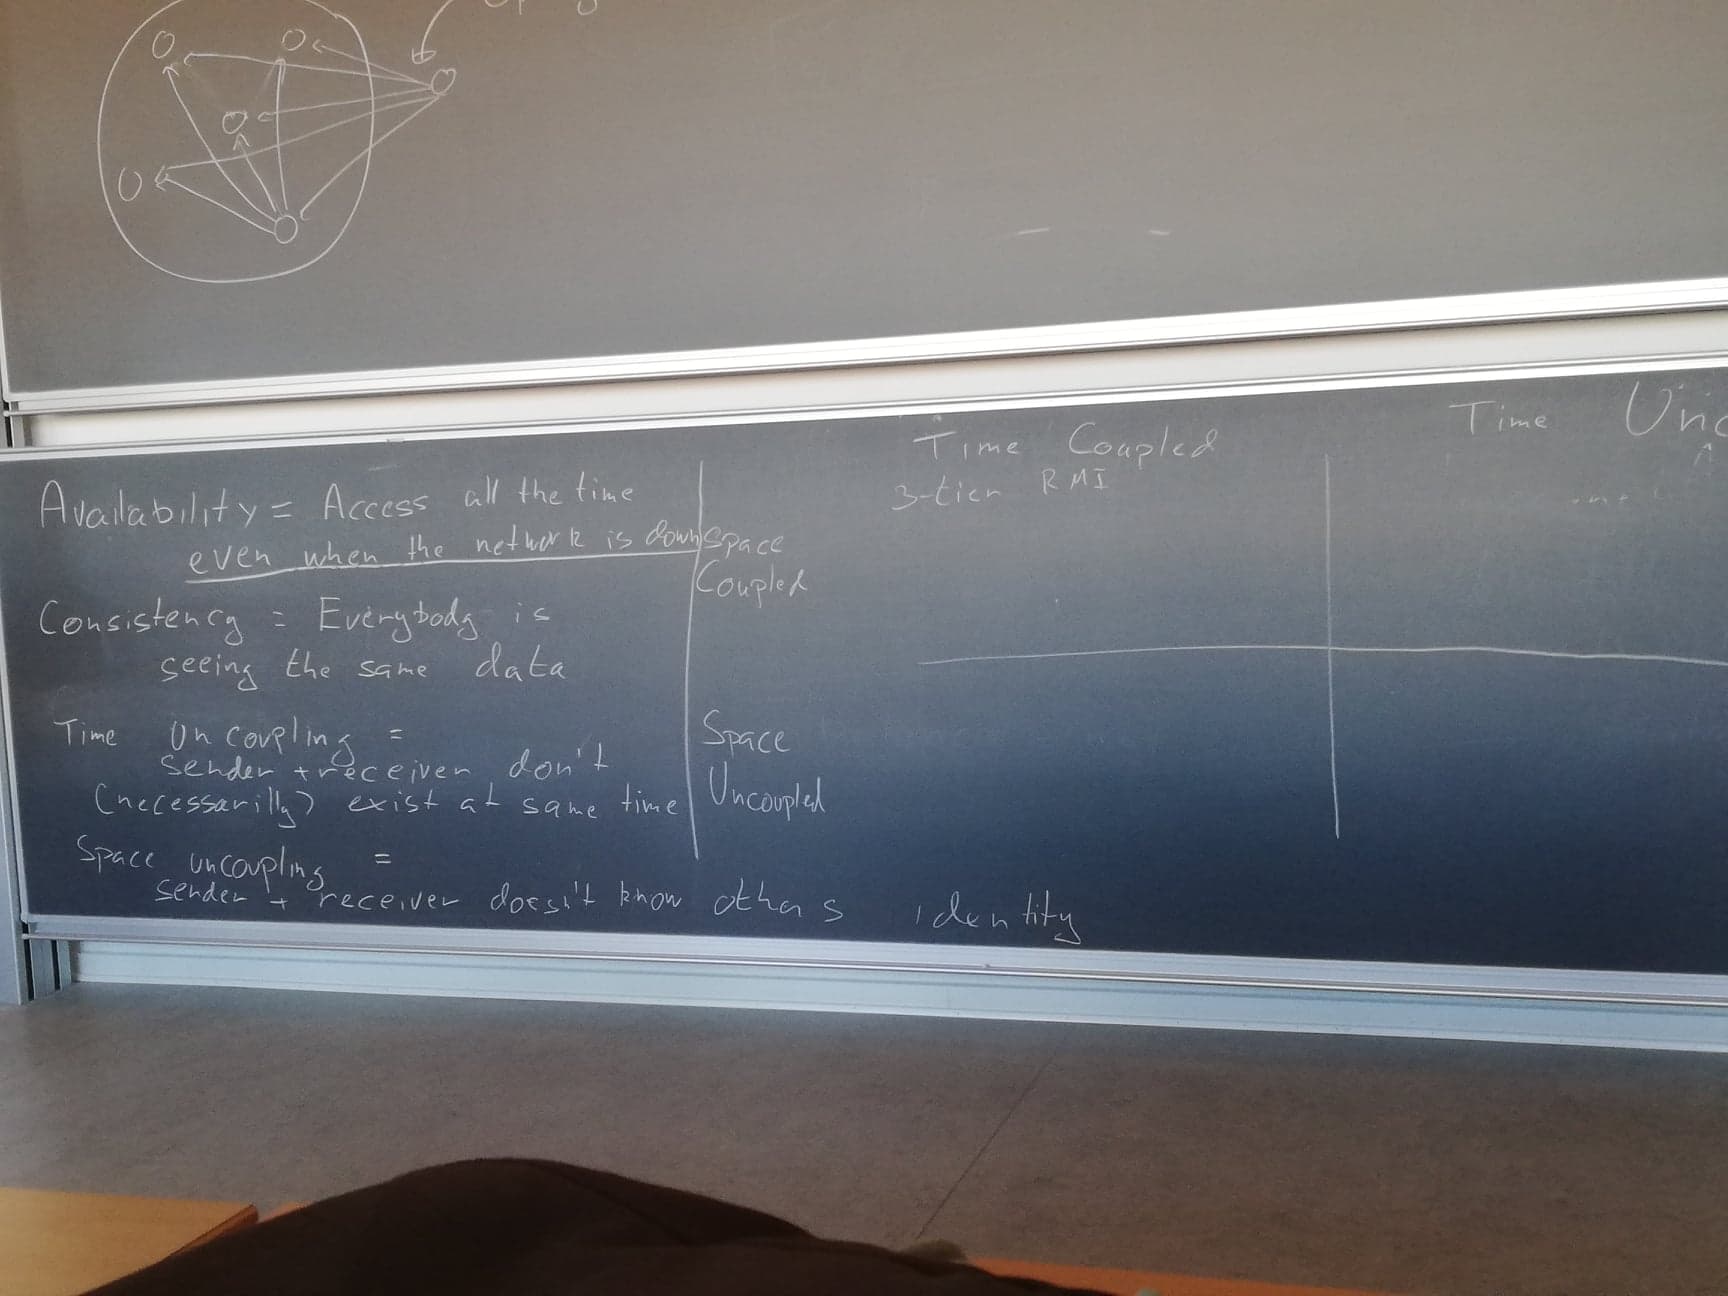 Availability = Access all the time
even when the network is down
Consistency = Everybody is
seeing the same data
Time Uncoupling =
sender + receiver don't
(necessarilly) exist at same time
Space uncoupling =
sender + receiver doesn't know others identity
Time Coupled
3-tier RMI
Time
Space
Coupled
Space
Uncoupled